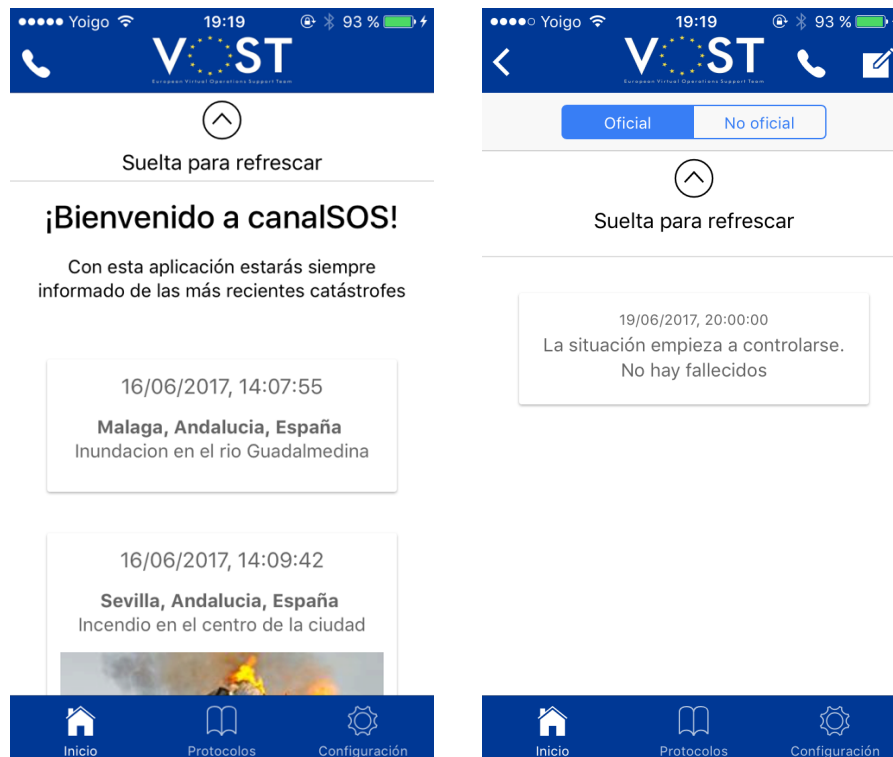 Yoigo 19:19 93 %
VOST
European Virtual Operations Support Team
Suelta para refrescar
¡Bienvenido a canalSOS!
Con esta aplicación estarás siempre
informado de las más recientes catástrofes
16/06/2017, 14:07:55
Malaga, Andalucia, España
Inundacion en el rio Guadalmedina
16/06/2017, 14:09:42
Sevilla, Andalucia, España
Incendio en el centro de la ciudad
Inicio Protocolos Configuración
Yoigo 19:19 93 %
VOST
European Virtual Operations Support Team
Oficial No oficial
Suelta para refrescar
19/06/2017, 20:00:00
La situación empieza a controlarse.
No hay fallecidos
Inicio Protocolos Configuración